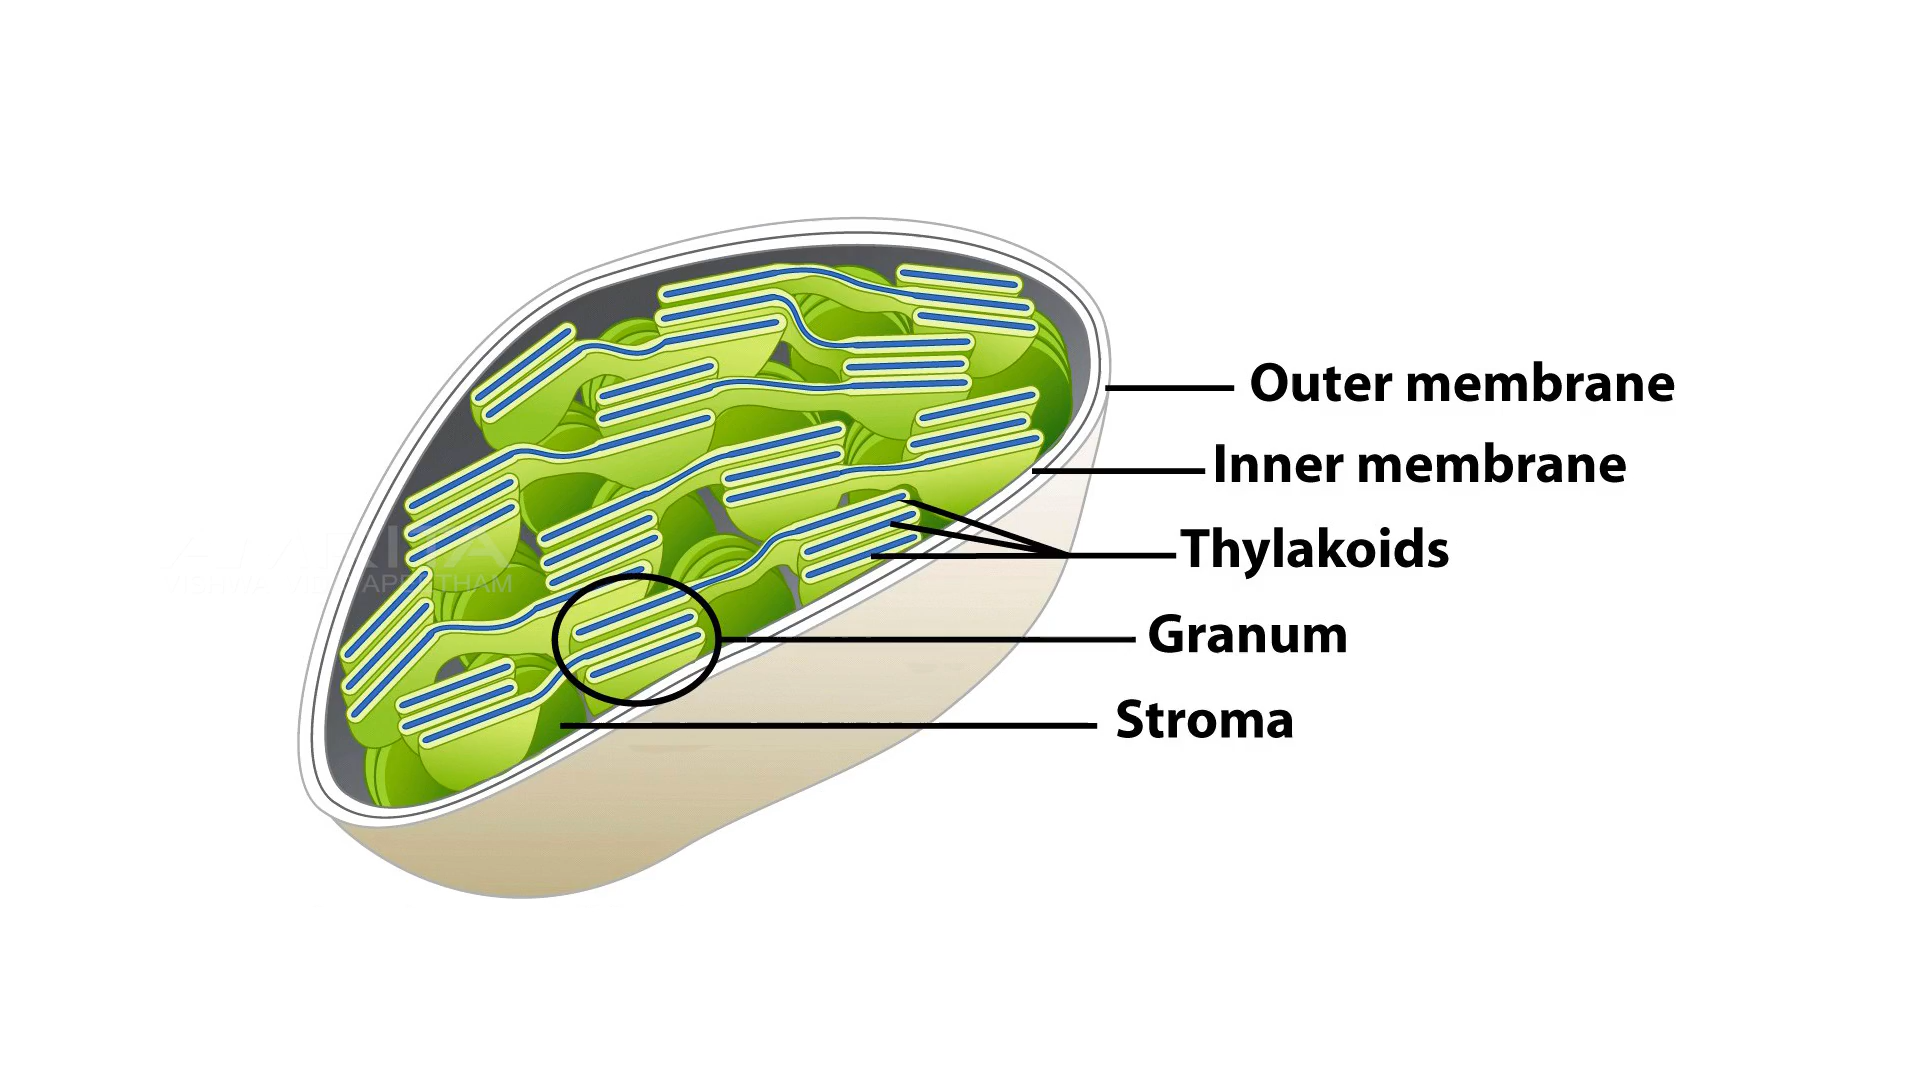 Outer membrane
Inner membrane
Thylakoids
Granum
Stroma